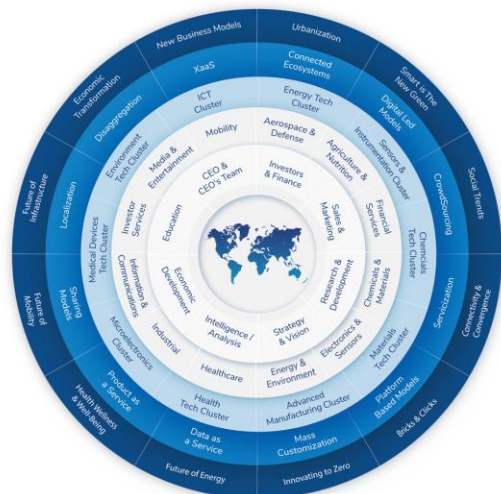 New Business Models
Urbanization
Smart is The
New Green
Social Trends
Connectivity &
Convergence
Bricks & Clicks
Innovating to Zero
Future of Energy
Health Wellness
& Well-Being
Future of
Mobility
Future of
Infrastructure
Economic
Transformation
XaaS
Connected
Ecosystems
Digital Led
Models
CrowdSourcing
Servicization
Platform
Based Models
Mass
Customization
Data as
a Service
Product as
a Service
Sharing
Models
Localization
Disaggregation
ICT
Cluster
Energy Tech
Cluster
Sensors &
Instrumentation Cluster
Chemcials
Tech Cluster
Materials
Tech Cluster
Advanced
Manufacturing Cluster
Health
Tech Cluster
Microelectronics
Cluster
Medical Devices
Tech Cluster
Environment
Tech Cluster
Mobility
Aerospace &
Defense
Agriculture &
Nutrition
Financial
Services
Chemicals &
Materials
Electronics &
Sensors
Energy &
Environment
Healthcare
Industrial
Information &
Communications
Investor
Services
Media &
Entertainment
CEO &
CEO's Team
Investors
& Finance
Sales &
Marketing
Research &
Development
Strategy
& Vision
Intelligence /
Analysis
Economic
Development
Education